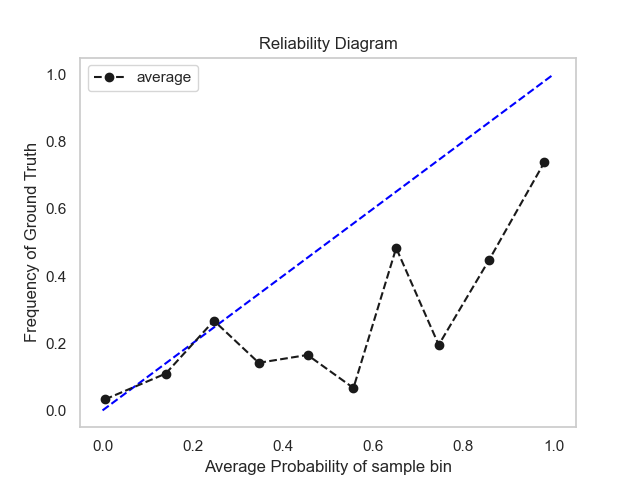 Reliability Diagram
average
Frequency of Ground Truth
1.0
0.8
0.6
0.4
0.2
0.0
0.0 0.2 0.4 0.6 0.8 1.0
Average Probability of sample bin